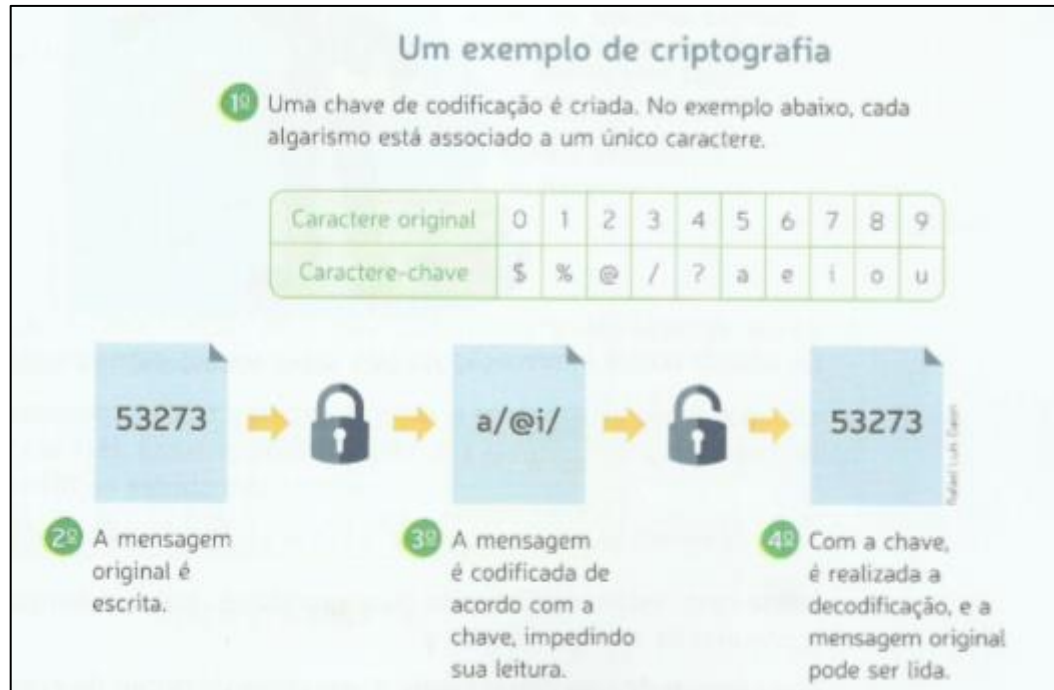 Um exemplo de criptografia
1º Uma chave de codificação é criada. No exemplo abaixo, cada
algarismo está associado a um único caractere.
Caractere original 0 1 2 3 4 5 6 7 8 9
Caractere-chave $ % @ / ? a e i o u
53273
a/@i/
53273
2º A mensagem
original é
escrita.
3º A mensagem
é codificada de
acordo com a
chave, impedindo
sua leitura.
4º Com a chave,
é realizada a
decodificação, e a
mensagem original
pode ser lida.
Rafael Luís